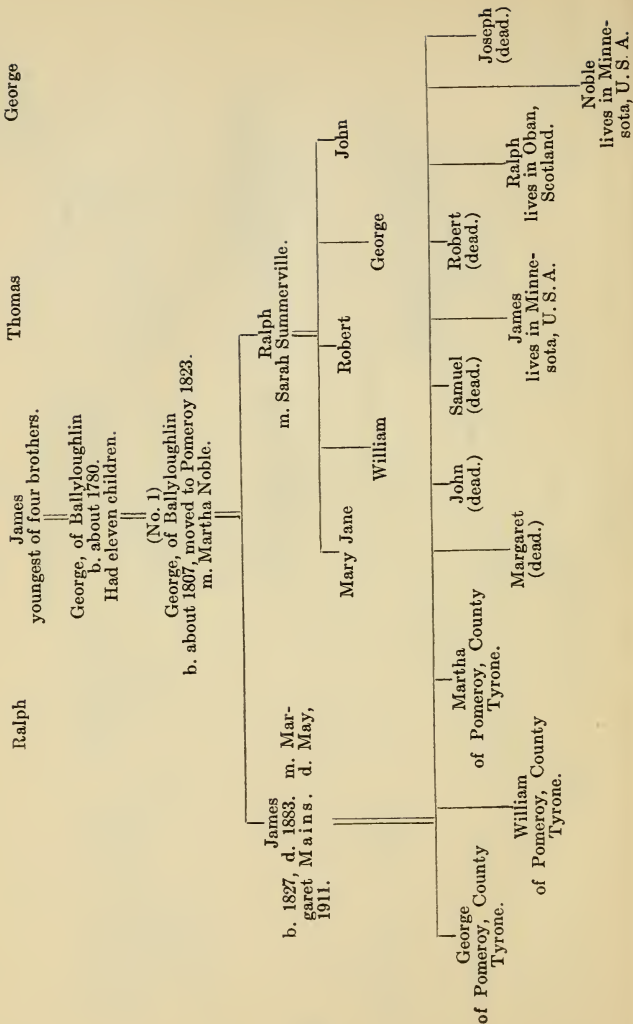 Ralph
James
youngest of four brothers.
Thomas
George
George, of Ballyloughlin
b. about 1780.
Had eleven children.
(No. 1)
George, of Ballyloughlin
b. about 1807, moved to Pomeroy 1823.
m. Martha Noble.
James
b. 1827, d. 1883. m. Mar-
garet Mains. d. May,
1911.
Ralph
m. Sarah Summerville.
Mary Jane
William
Robert
George
John
George
of Pomeroy, County
Tyrone.
William
of Pomeroy, County
Tyrone.
Martha
of Pomeroy, County
Tyrone.
Margaret
(dead.)
John
(dead.)
Samuel
(dead.)
James
lives in Minne-
sota, U. S. A.
Robert
(dead.)
Ralph
lives in Oban,
Scotland.
Noble
lives in Minne-
sota, U. S. A.
Joseph
(dead.)